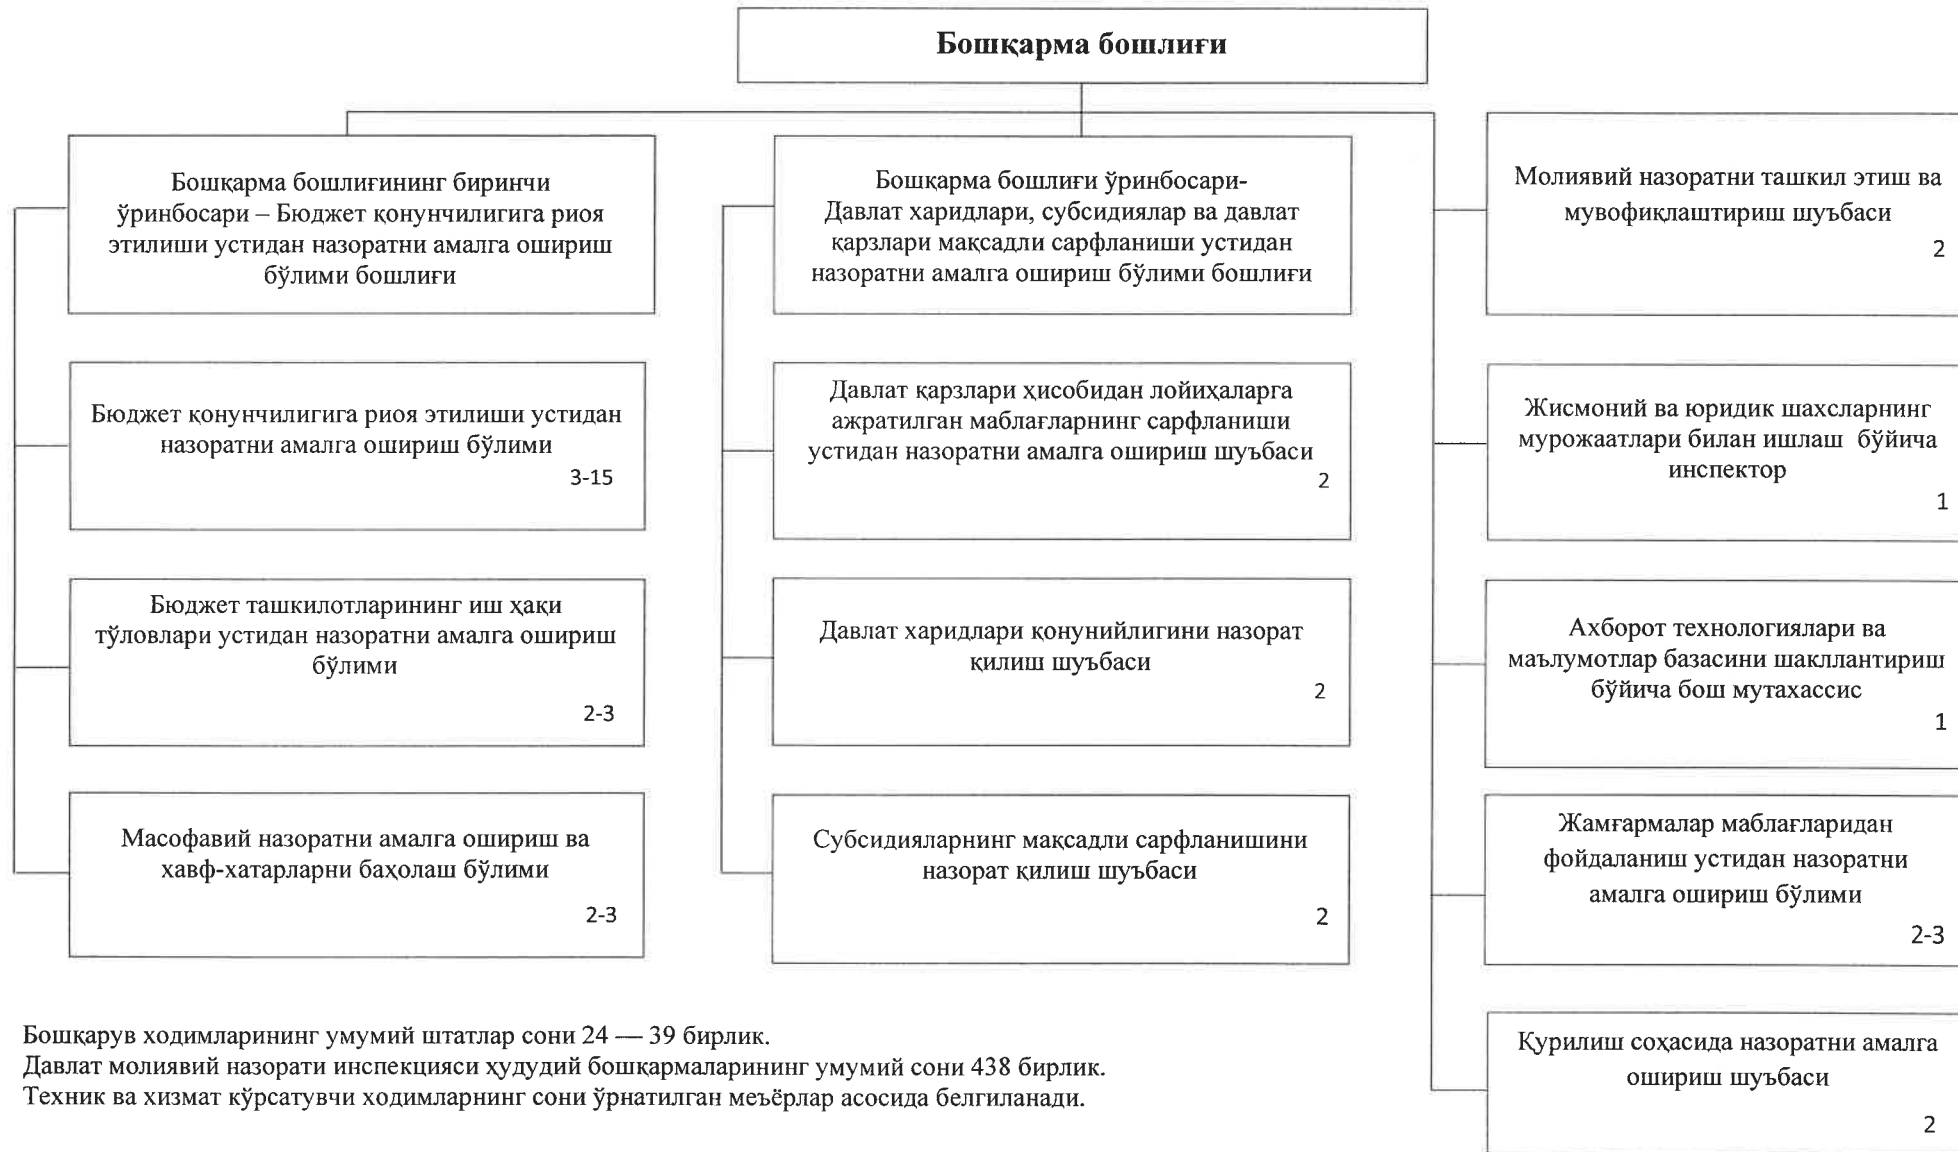 Бошқарма бошлиғи
Бошқарма бошлиғининг биринчи
ўринбосари – Бюджет қонунчилигига риоя
этилиши устидан назоратни амалга ошириш
бўлими бошлиғи
Бюджет қонунчилигига риоя этилиши устидан
назоратни амалга ошириш бўлими
3-15
Бюджет ташкилотларининг иш ҳақи
тўловлари устидан назоратни амалга ошириш
бўлими
2-3
Масофавий назоратни амалга ошириш ва
хавф-хатарларни баҳолаш бўлими
2-3
Бошқарма бошлиғи ўринбосари-
Давлат харидлари, субсидиялар ва давлат
қарзлари мақсадли сарфланиши устидан
назоратни амалга ошириш бўлими бошлиғи
Давлат қарзлари ҳисобидан лойиҳаларга
ажратилган маблағларнинг сарфланиши
устидан назоратни амалга ошириш шуъбаси
2
Давлат харидлари қонунийлигини назорат
қилиш шуъбаси
2
Субсидияларнинг мақсадли сарфланишини
назорат қилиш шуъбаси
2
Молиявий назоратни ташкил этиш ва
мувофиқлаштириш шуъбаси
2
Жисмоний ва юридик шахсларнинг
мурожаатлари билан ишлаш бўйича
инспектор
1
Ахборот технологиялари ва
маълумотлар базасини шакллантириш
бўйича бош мутахассис
1
Жамғармалар маблағларидан
фойдаланиш устидан назоратни
амалга ошириш бўлими
2-3
Қурилиш соҳасида назоратни амалга
ошириш шуъбаси
2
Бошқарув ходимларининг умумий штатлар сони 24 — 39 бирлик.
Давлат молиявий назорати инспекцияси ҳудудий бошқармаларининг умумий сони 438 бирлик.
Техник ва хизмат кўрсатувчи ходимларнинг сони ўрнатилган меъёрлар асосида белгиланади.